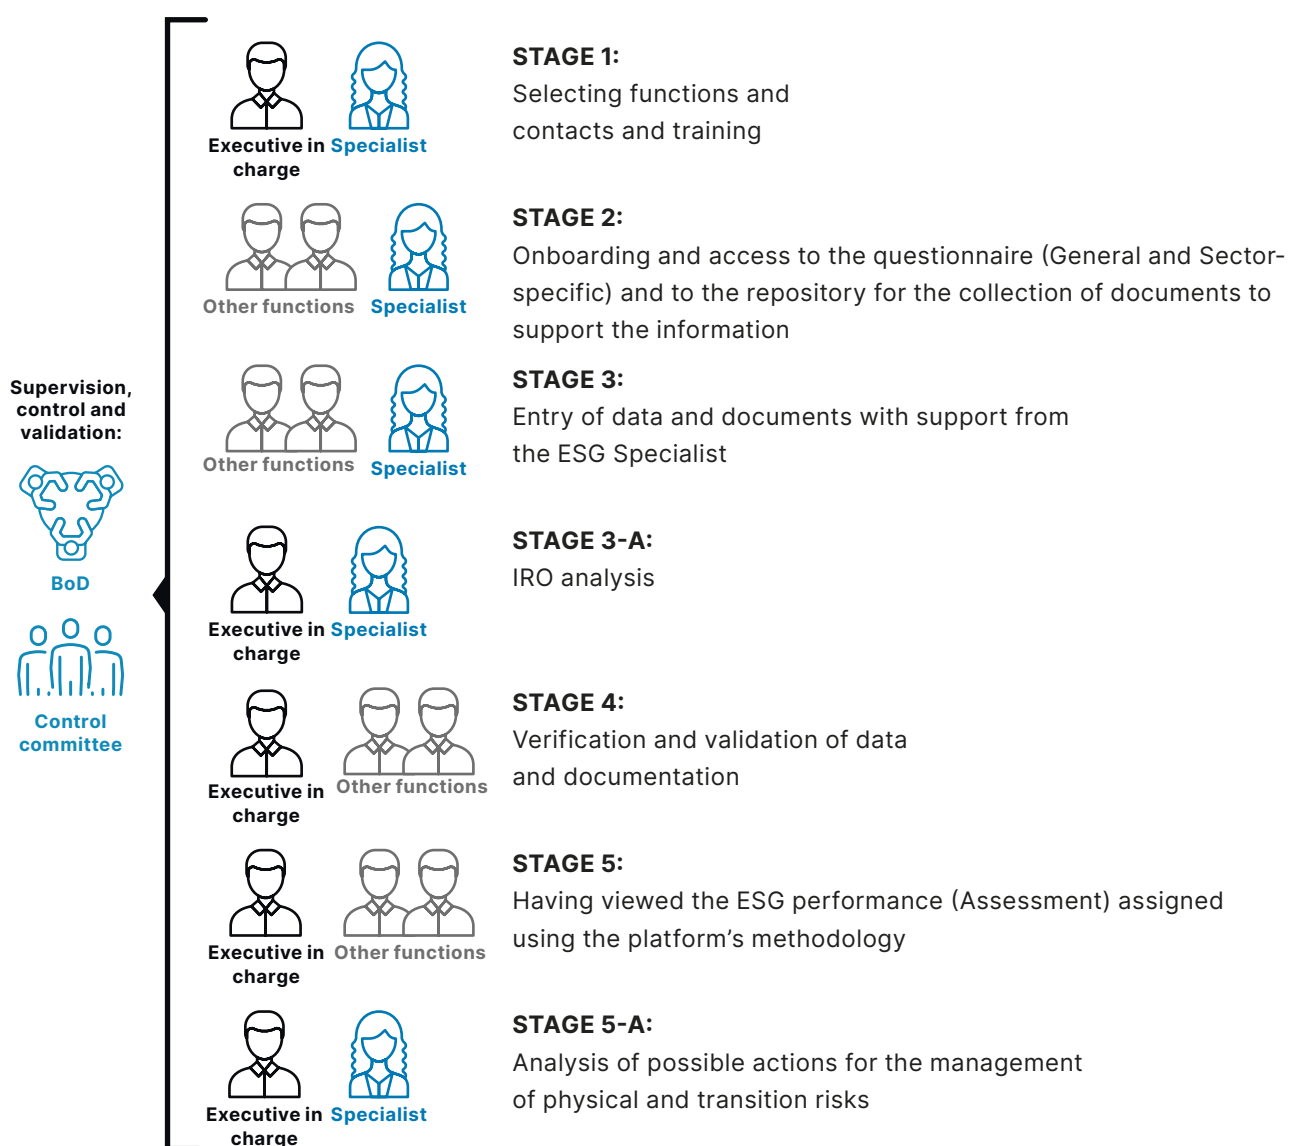 Supervision,
control and
validation:
BoD
Control
committee
Executive in
charge
Specialist
STAGE 1:
Selecting functions and
contacts and training
Other functions
Specialist
STAGE 2:
Onboarding and access to the questionnaire (General and Sector-
specific) and to the repository for the collection of documents to
support the information
Other functions
Specialist
STAGE 3:
Entry of data and documents with support from
the ESG Specialist
Executive in
charge
Specialist
STAGE 3-A:
IRO analysis
Executive in
charge
Other functions
STAGE 4:
Verification and validation of data
and documentation
Executive in
charge
Other functions
STAGE 5:
Having viewed the ESG performance (Assessment) assigned
using the platform’s methodology
Executive in
charge
Specialist
STAGE 5-A:
Analysis of possible actions for the management
of physical and transition risks